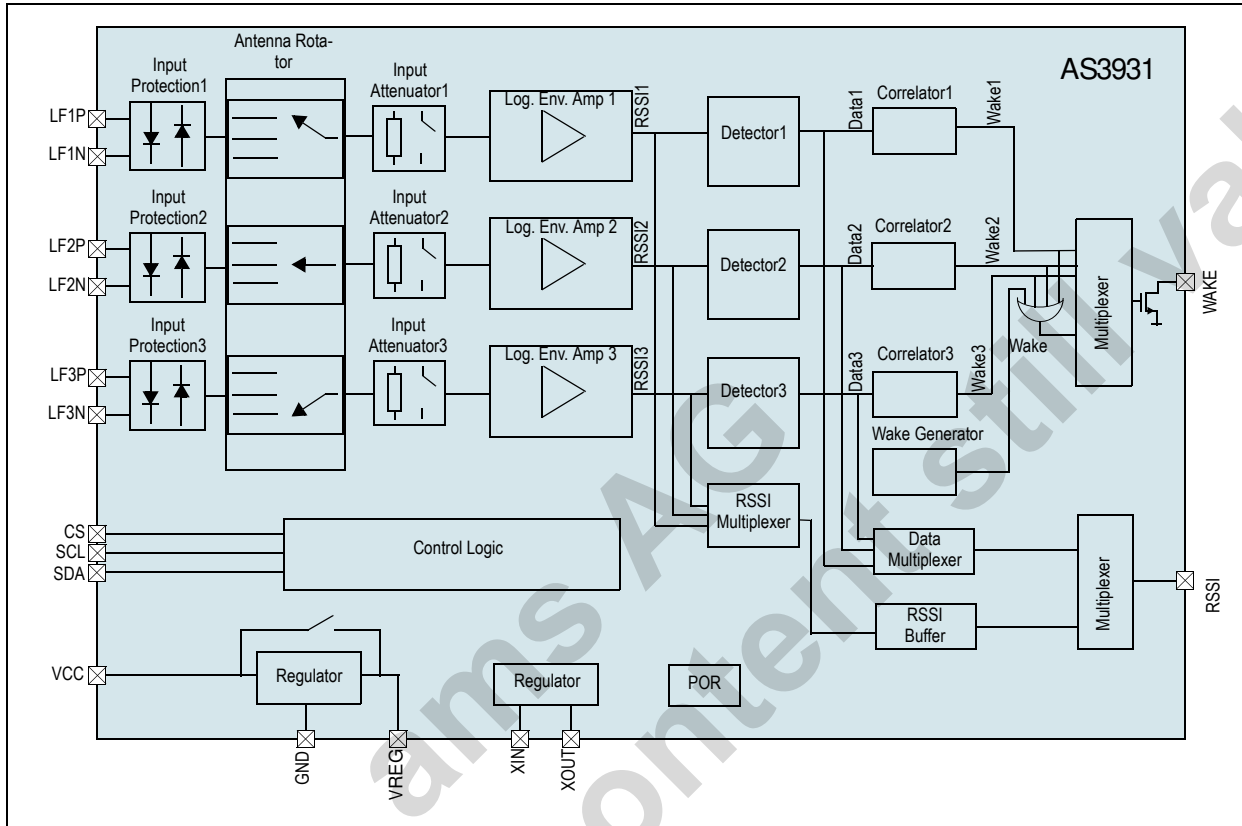 AS3931
Antenna Rota-
tor
Input
Protection1
Input
Attenuator1
Log. Env. Amp 1
RSSI1
Detector1
Data1
Correlator1
Wake1
LF1P
LF1N
Input
Protection2
Input
Attenuator2
Log. Env. Amp 2
RSSI2
Detector2
Data2
Correlator2
Wake2
LF2P
LF2N
Multiplexer
WAKE
Input
Protection3
Input
Attenuator3
Log. Env. Amp 3
RSSI3
Detector3
Data3
Correlator3
Wake3
Wake
LF3P
LF3N
Wake Generator
RSSI
Multiplexer
CS
SCL
SDA
Control Logic
Data
Multiplexer
RSSI
Buffer
Multiplexer
RSSI
VCC
Regulator
Regulator
POR
GND
VREG
XIN
XOUT
ams AG
ontent still va